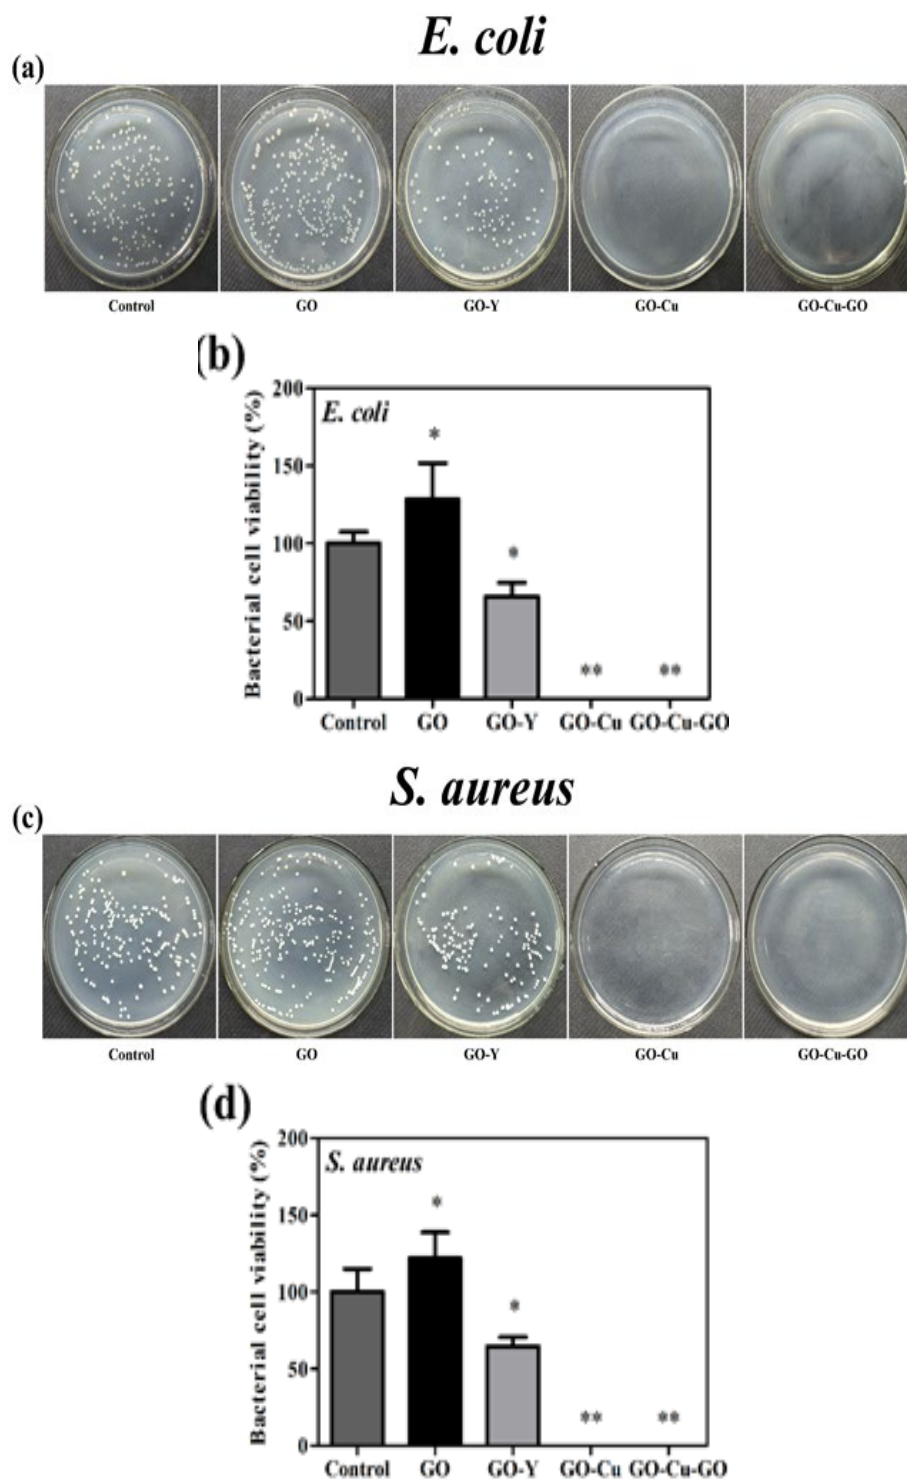 E. coli
(a)
Control GO GO-Y GO-Cu GO-Cu-GO
(b)
Bacterial cell viability (%)
200
150
100
50
0
E. coli
*
*
**
**
Control GO GO-Y GO-Cu GO-Cu-GO
S. aureus
(c)
Control GO GO-Y GO-Cu GO-Cu-GO
(d)
Bacterial cell viability (%)
200
150
100
50
0
S. aureus
*
*
**
**
Control GO GO-Y GO-Cu GO-Cu-GO